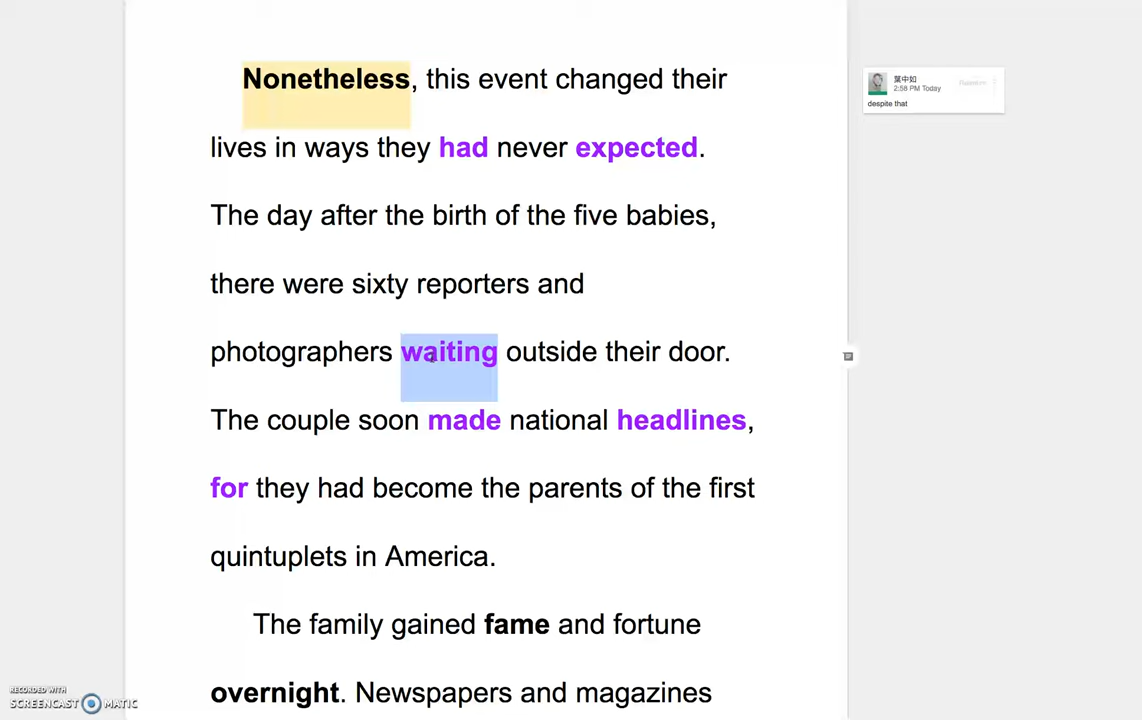 Nonetheless, this event changed their
lives in ways they had never expected.
The day after the birth of the five babies,
there were sixty reporters and
photographers waiting outside their door.
The couple soon made national headlines,
for they had become the parents of the first
quintuplets in America.
The family gained fame and fortune
overnight. Newspapers and magazines
葉中如
2:58 PM Today
despite that
RECORDED WITH
SCREENCAST MATIC